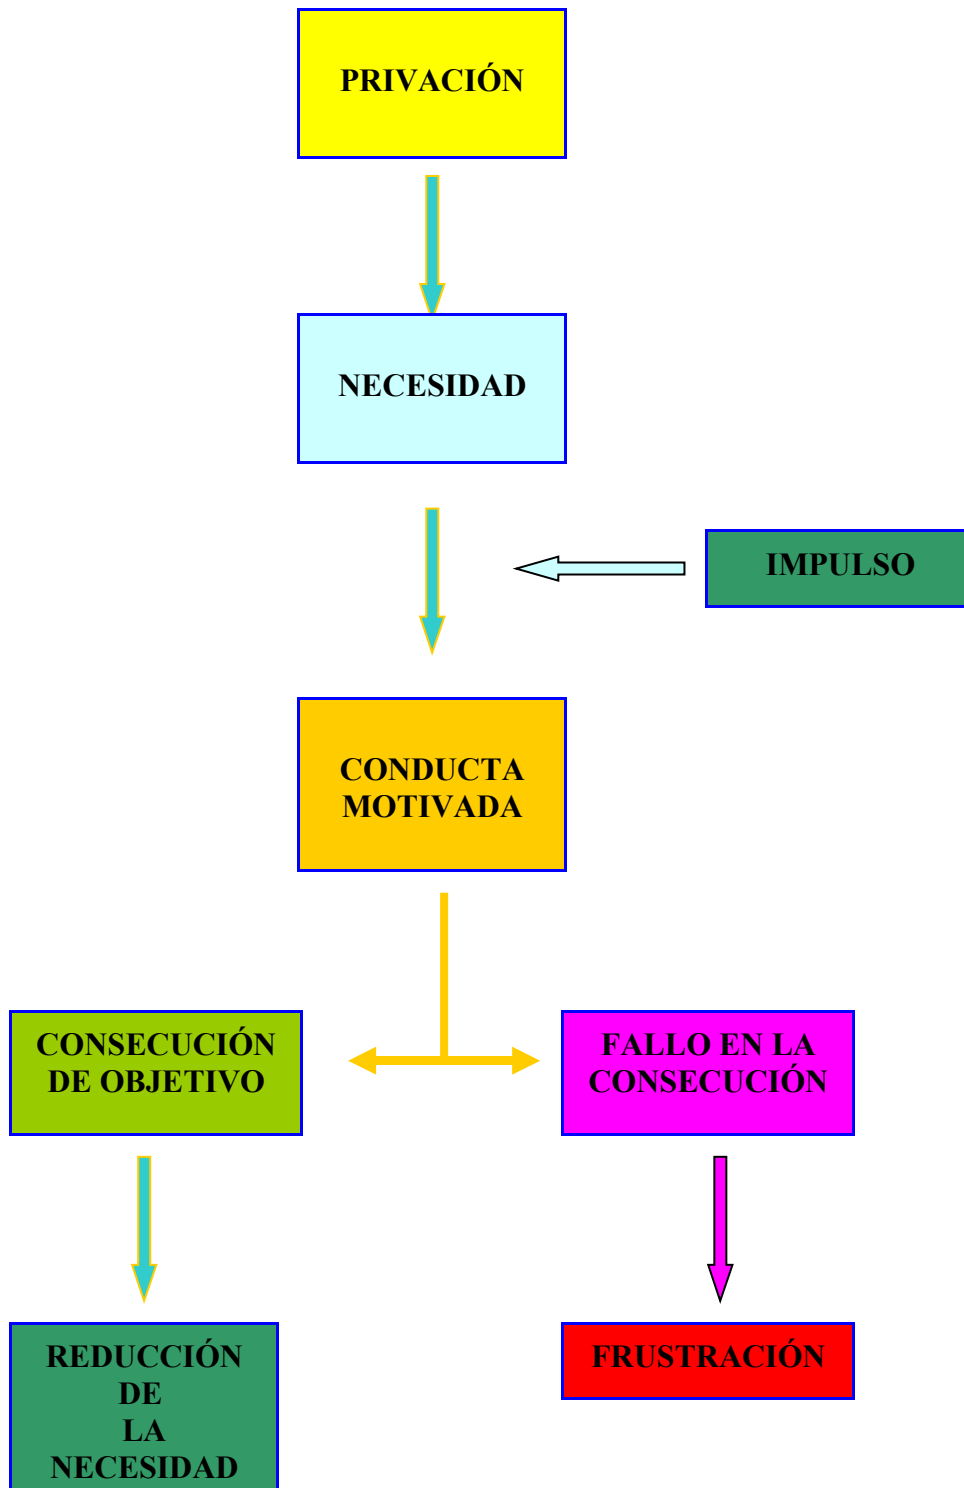 PRIVACIÓN
NECESIDAD
IMPULSO
CONDUCTA
MOTIVADA
CONSECUCIÓN
DE OBJETIVO
FALLO EN LA
CONSECUCIÓN
REDUCCIÓN
DE
LA
NECESIDAD
FRUSTRACIÓN